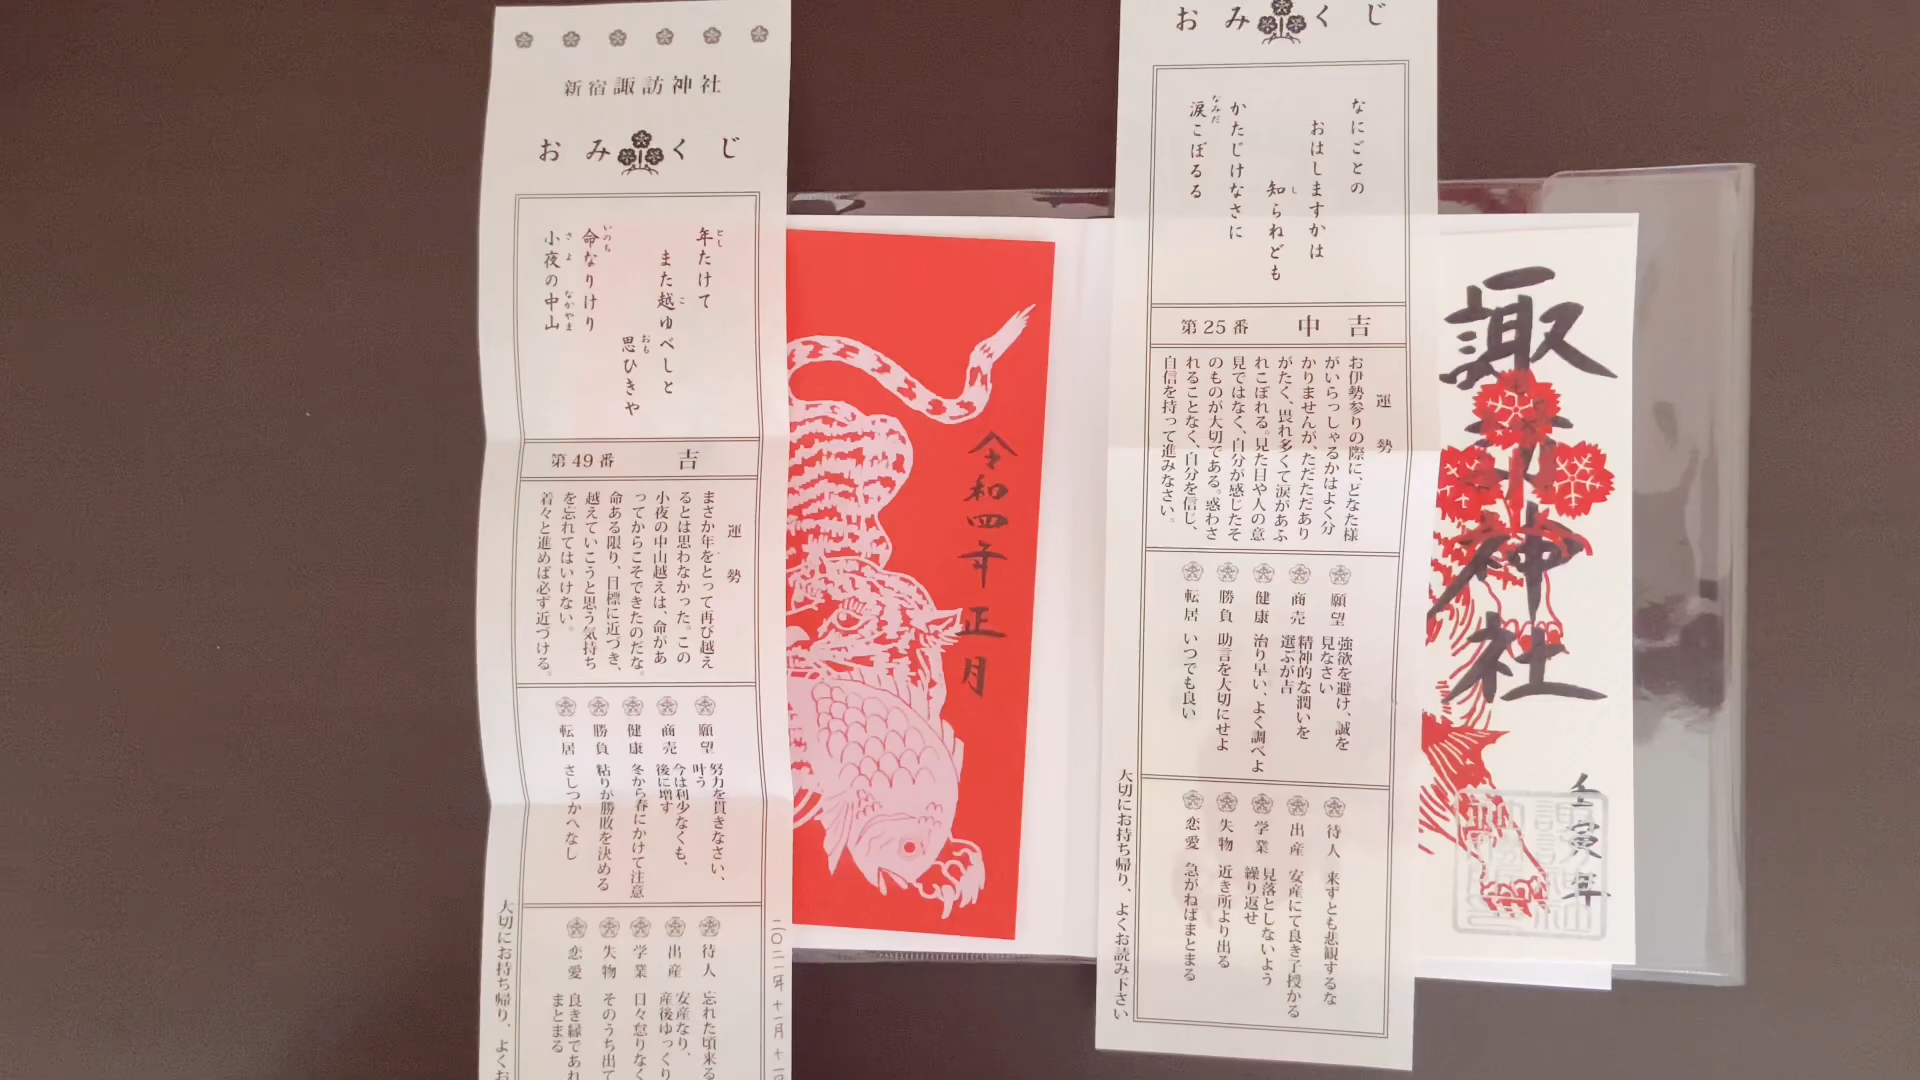 新宿諏訪神社
おみくじ
年たけて
また越ゆべしと
思ひきや
命なりけり
小夜の中山
第49番 吉
運勢
まさか年をとって再び越え
るとは思わなかった。この
小夜の中山越えは、命があ
ってからこそできたのだな。
命ある限り、目標に近づき、
越えていこうと思う気持ち
を忘れてはいけない。
着々と進めば必ず近づける。
願望 努力を貫きなさい、
叶う
商売 今は利少なくも、
後に増す
健康 冬から春にかけて注意
勝負 粘りが勝敗を決める
転居 さしつかへなし
待人 忘れた頃来る
出産 安産なり、
産後ゆっくり
学業 日々怠りなく
失物 そのうち出て
恋愛 良き縁であれ
まとまる
大切にお持ち帰り、よくお
二〇二一年十一月十一日
令和四年正月
おみくじ
なにごとの
おはしますかは
知らねども
かたじけなさに
涙こぼるる
第25番 中吉
運勢
お伊勢参りの際に、どなた様
がいらっしゃるかはよく分
かりませんが、ただただあり
がたく、畏れ多くて涙があふ
れこぼれる。見た目や人の意
見ではなく、自分が感じたそ
のものが大切である。惑わさ
れることなく、自分を信じ、
自信を持って進みなさい。
願望 強欲を避け、誠を
見なさい
商売 精神的な潤いを
選ぶが吉
健康 治り早い、よく調べよ
勝負 助言を大切にせよ
転居 いつでも良い
待人 来ずとも悲観するな
出産 安産にて良き子授かる
学業 見落としないよう
繰り返せ
失物 近き所より出る
恋愛 急がねばまとまる
大切にお持ち帰り、よくお読み下さい
諏訪神社
壬寅年